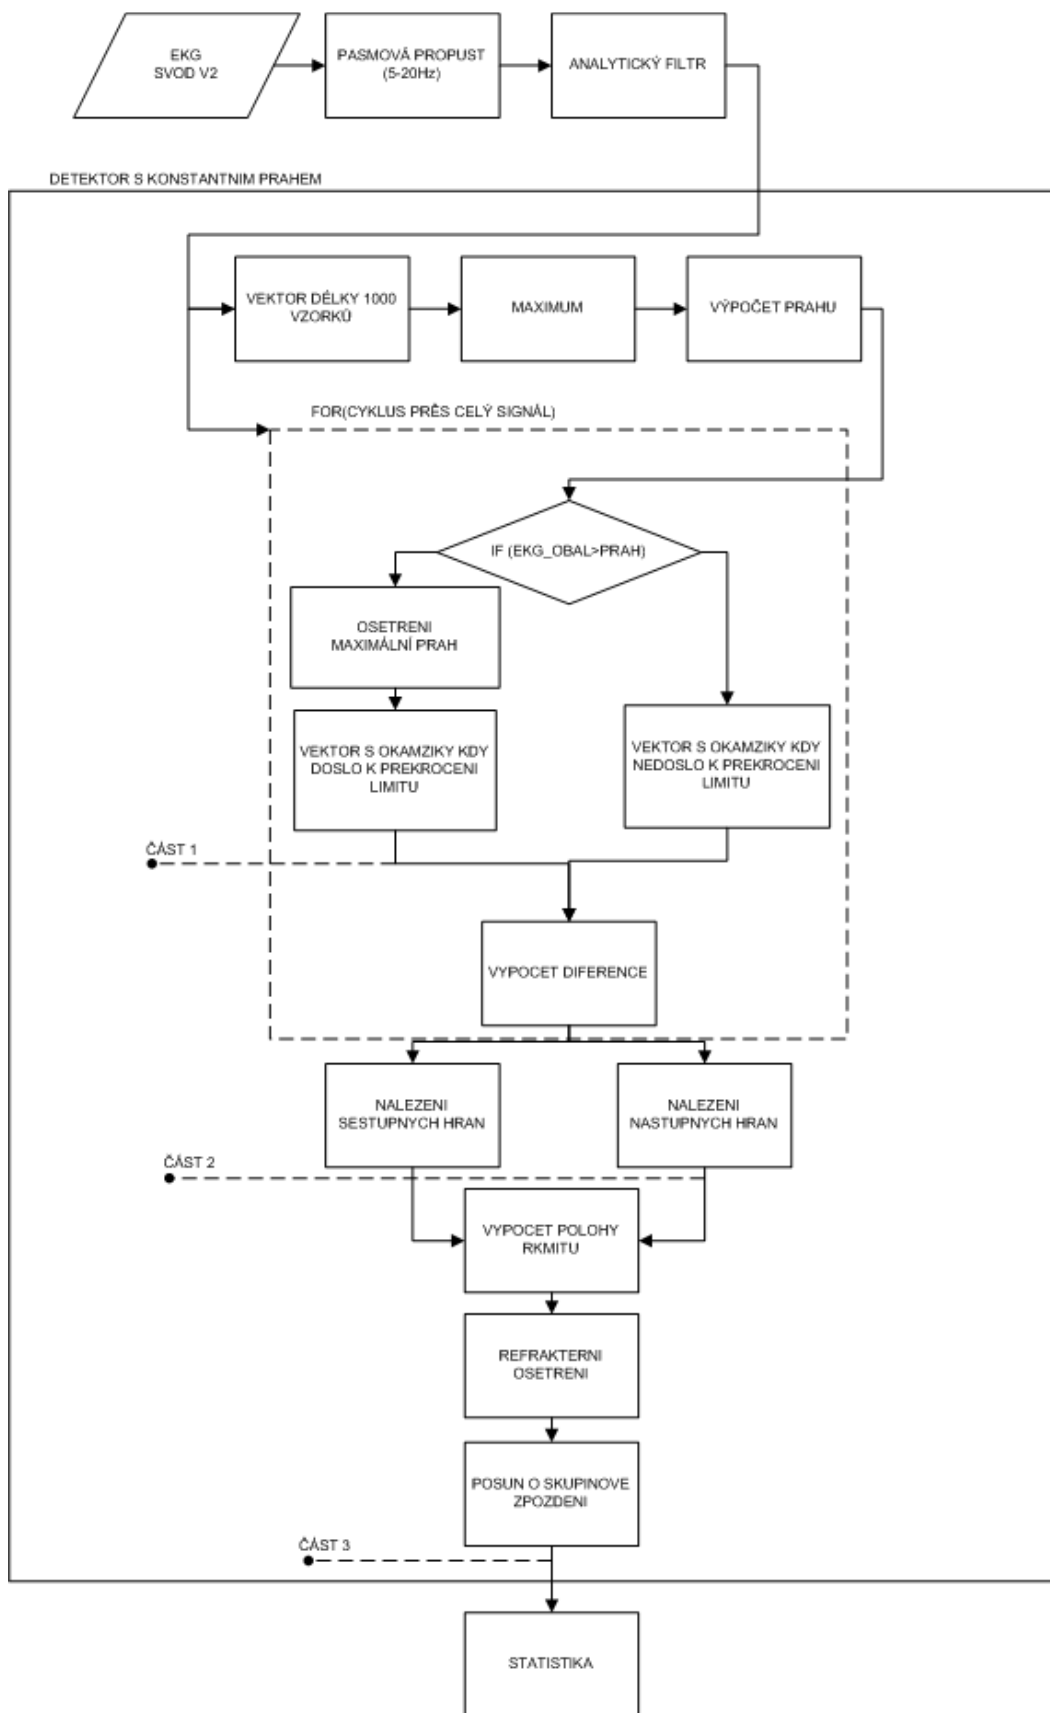 EKG
SVOD V2
PASMOVÁ PROPUST
(5-20Hz)
ANALYTICKÝ FILTR
DETEKTOR S KONSTANTNIM PRAHEM
VEKTOR DÉLKY 1000
VZORKŮ
MAXIMUM
VÝPOČET PRAHU
FOR(CYKLUS PRĚS CELÝ SIGNÁL)
IF (EKG_OBAL>PRAH)
OSETRENI
MAXIMÁLNÍ PRAH
VEKTOR S OKAMZIKY KDY
DOSLO K PREKROCENI
LIMITU
VEKTOR S OKAMZIKY KDY
NEDOSLO K PREKROCENI
LIMITU
ČÁST 1
VYPOCET DIFERENCE
NALEZENI
SESTUPNYCH HRAN
NALEZENI
NASTUPNYCH HRAN
ČÁST 2
VYPOCET POLOHY
RKMITU
REFRAKTERNI
OSETRENI
POSUN O SKUPINOVE
ZPOZDENI
ČÁST 3
STATISTIKA